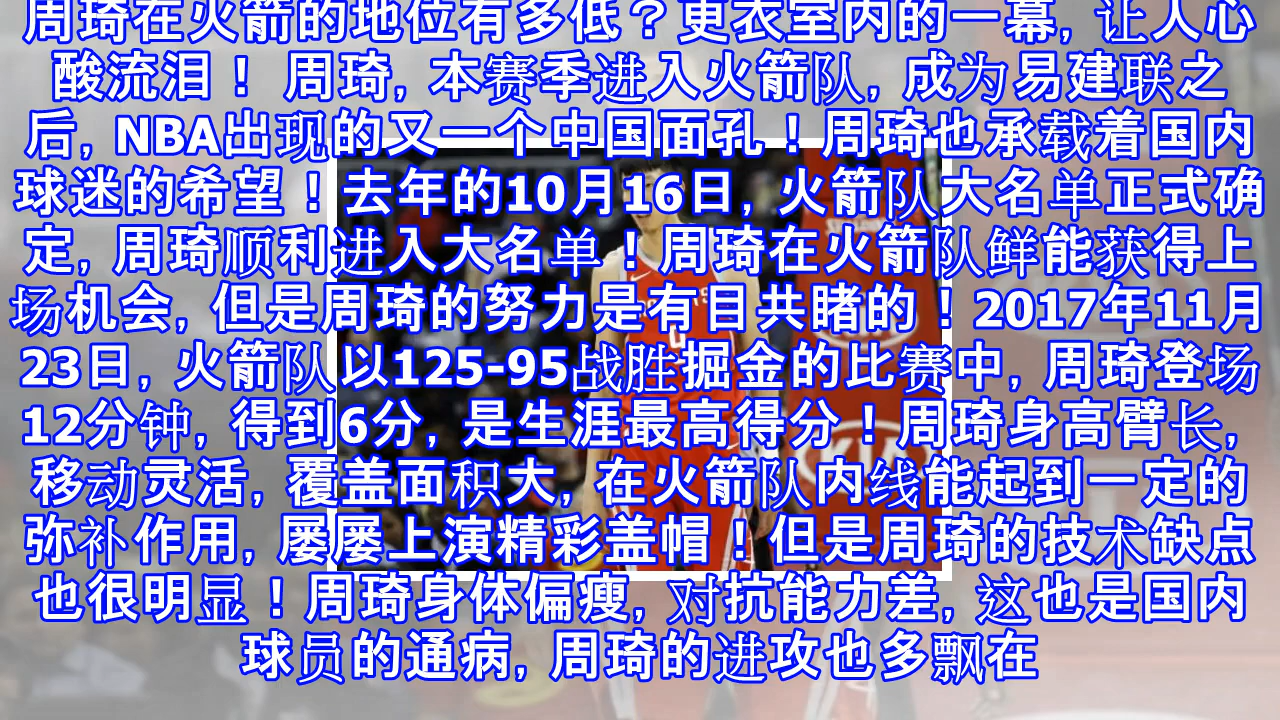 周琦在火箭的地位有多低？更衣室内的一幕, 让人心
酸流泪！ 周琦, 本赛季进入火箭队, 成为易建联之
后, NBA出现的又一个中国面孔！周琦也承载着国内
球迷的希望！去年的10月16日, 火箭队大名单正式确
定, 周琦顺利进入大名单！周琦在火箭队鲜能获得上
场机会, 但是周琦的努力是有目共睹的！2017年11月
23日, 火箭队以125-95战胜掘金的比赛中, 周琦登场
12分钟, 得到6分, 是生涯最高得分！周琦身高臂长,
移动灵活, 覆盖面积大, 在火箭队内线能起到一定的
弥补作用, 屡屡上演精彩盖帽！但是周琦的技术缺点
也很明显！周琦身体偏瘦, 对抗能力差, 这也是国内
球员的通病, 周琦的进攻也多飘在